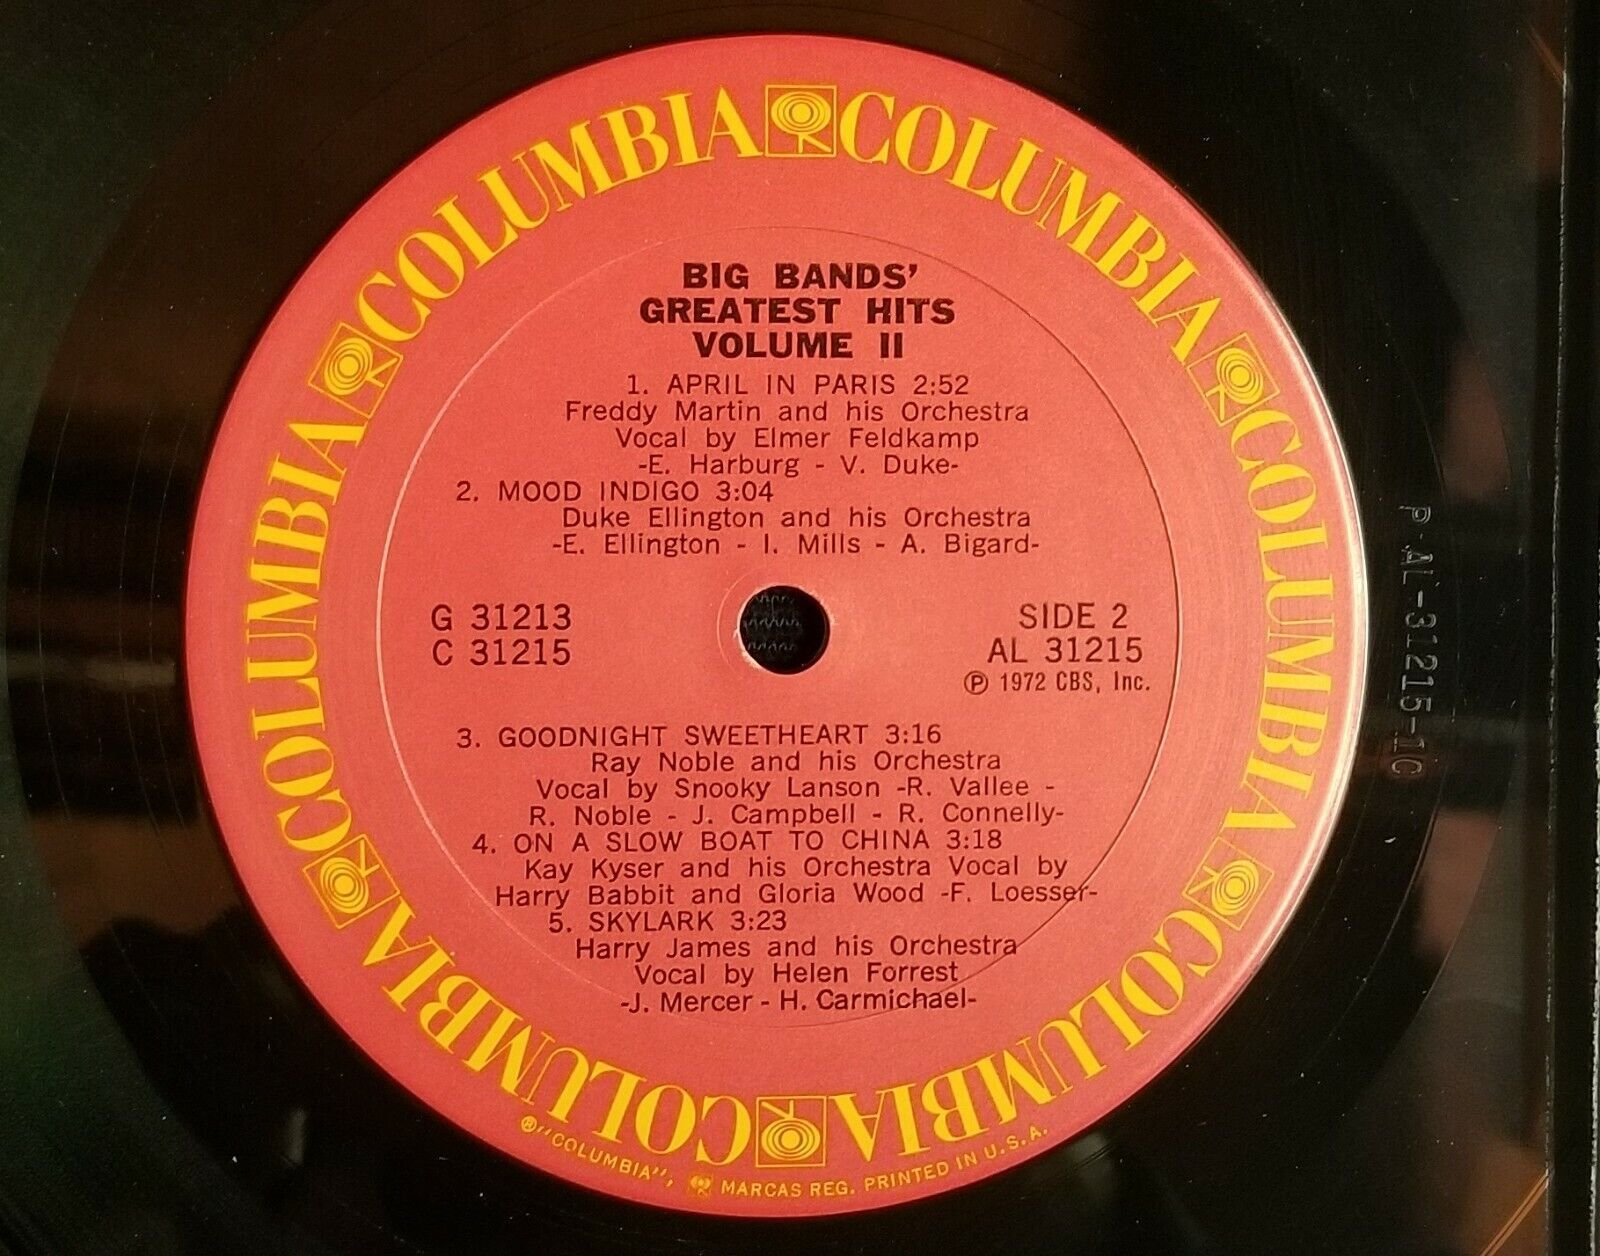 COLUMBIA COLUMBIA COLUMBIA COLUMBIA COLUMBIA COLUMBIA
BIG BANDS'
GREATEST HITS
VOLUME II
1. APRIL IN PARIS 2:52
Freddy Martin and his Orchestra
Vocal by Elmer Feldkamp
-E. Harburg - V. Duke-
2. MOOD INDIGO 3:04
Duke Ellington and his Orchestra
-E. Ellington - I. Mills - A. Bigard-
G 31213
C 31215
SIDE 2
AL 31215
Ⓟ 1972 CBS, Inc.
3. GOODNIGHT SWEETHEART 3:16
Ray Noble and his Orchestra
Vocal by Snooky Lanson -R. Vallee -
R. Noble - J. Campbell - R. Connelly-
4. ON A SLOW BOAT TO CHINA 3:18
Kay Kyser and his Orchestra Vocal by
Harry Babbit and Gloria Wood -F. Loesser-
5. SKYLARK 3:23
Harry James and his Orchestra
Vocal by Helen Forrest
-J. Mercer - H. Carmichael-
®"COLUMBIA", MARCAS REG. PRINTED IN U.S.A.
P AL-31215-1C